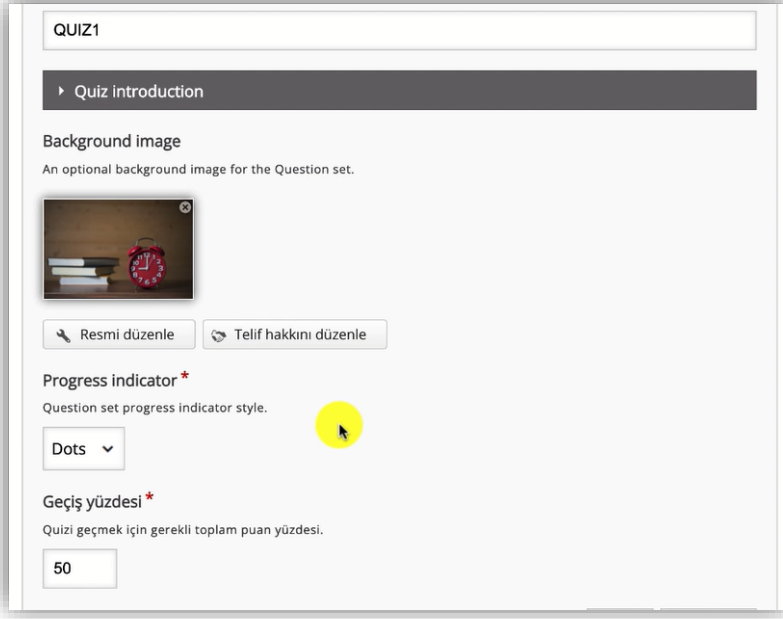 QUIZ1
Quiz introduction
Background image
An optional background image for the Question set.
Resmi düzenle
Telif hakkını düzenle
Progress indicator *
Question set progress indicator style.
Dots
Geçiş yüzdesi *
Quizi geçmek için gerekli toplam puan yüzdesi.
50